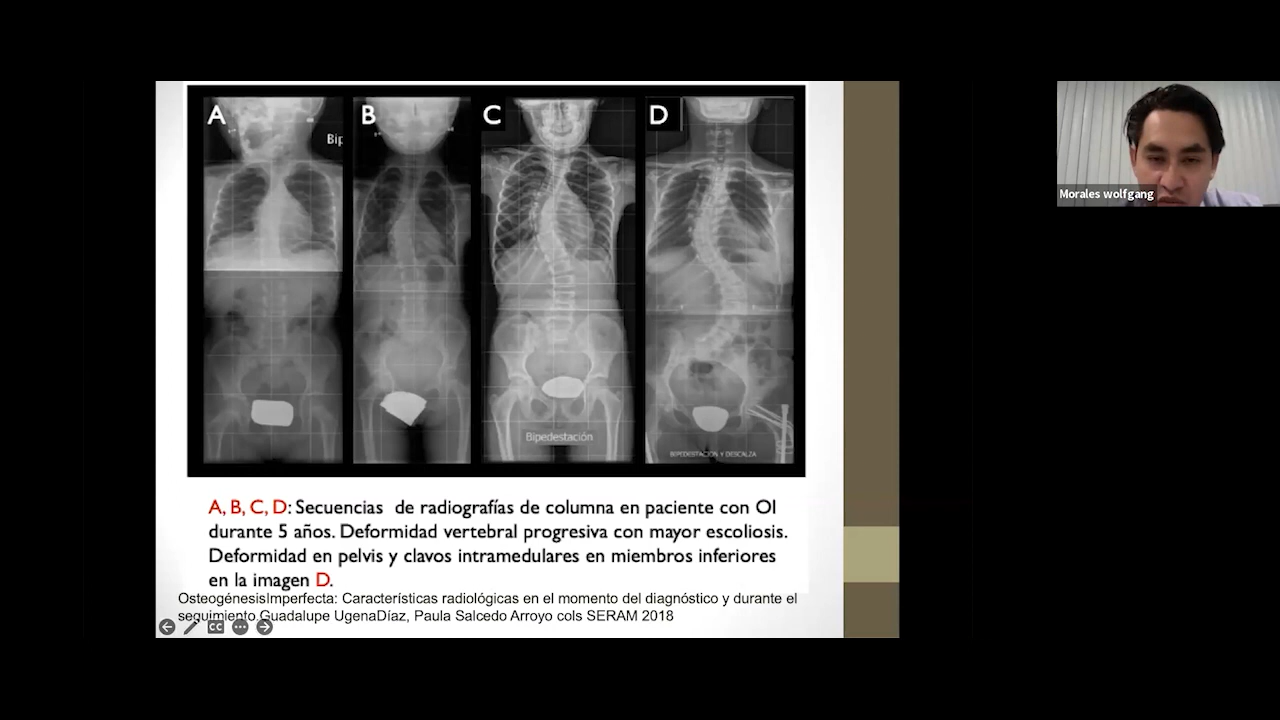 A
B
C
D
Bip
Bipedestación
BIPEDESTACION Y DESCALZA
A, B, C, D: Secuencias de radiografías de columna en paciente con OI
durante 5 años. Deformidad vertebral progresiva con mayor escoliosis.
Deformidad en pelvis y clavos intramedulares en miembros inferiores
en la imagen D.
OsteogénesisImperfecta: Características radiológicas en el momento del diagnóstico y durante el
seguimiento Guadalupe UgenaDíaz, Paula Salcedo Arroyo cols SERAM 2018
CC
Morales wolfgang